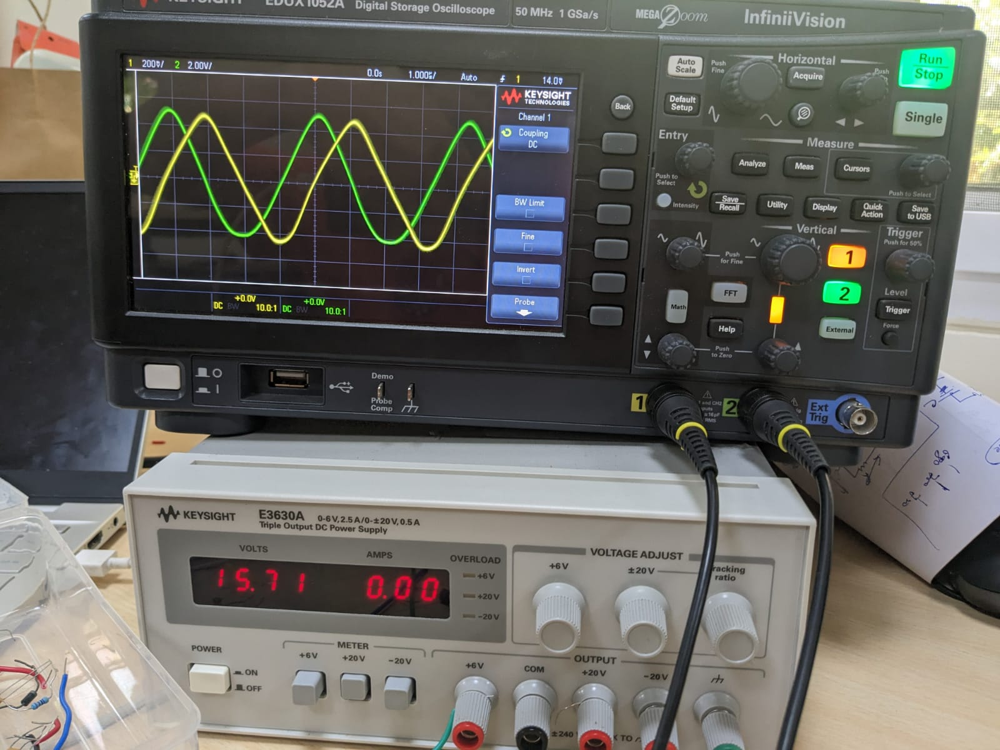 KEYSIGHT EDUX1052A Digital Storage Oscilloscope 50 MHz 1 GSa/s MEGA Zoom InfiniiVision
1 200V/ 2 2.00V/ 0.0s 1.000s/ Auto 1 14.0V
KEYSIGHT
TECHNOLOGIES
Channel 1
Coupling
DC
BW Limit
Fine
Invert
Probe
+0.0V
DC BW 10.0:1
+0.0V
DC BW 10.0:1
Back
Auto
Scale
Push
Fine
Horizontal
Acquire
Push
Run
Stop
Default
Setup
Single
Entry
Measure
Push to
Select
Analyze
Meas
Cursors
Push to Select
Intensity
Save
Recall
Utility
Display
Quick
Action
Save
to USB
Vertical
Trigger
Push for 50%
Push
for Fine
1
FFT
2
Level
Math
Trigger
Help
External
Force
Push
to Zero
Demo
Probe
Comp
1
and CH2
2
RMS
Ext
Trig
KEYSIGHT E3630A 0-6V, 2.5A/0-±20V, 0.5A
Triple Output DC Power Supply
VOLTS
AMPS
OVERLOAD
15.71 0.00
+6V
+20V
-20V
VOLTAGE ADJUST
+6V
±20V
racking
ratio
POWER
ON
OFF
METER
+6V
+20V
-20V
OUTPUT
+6V
COM
+20V
-20V
±240
TO